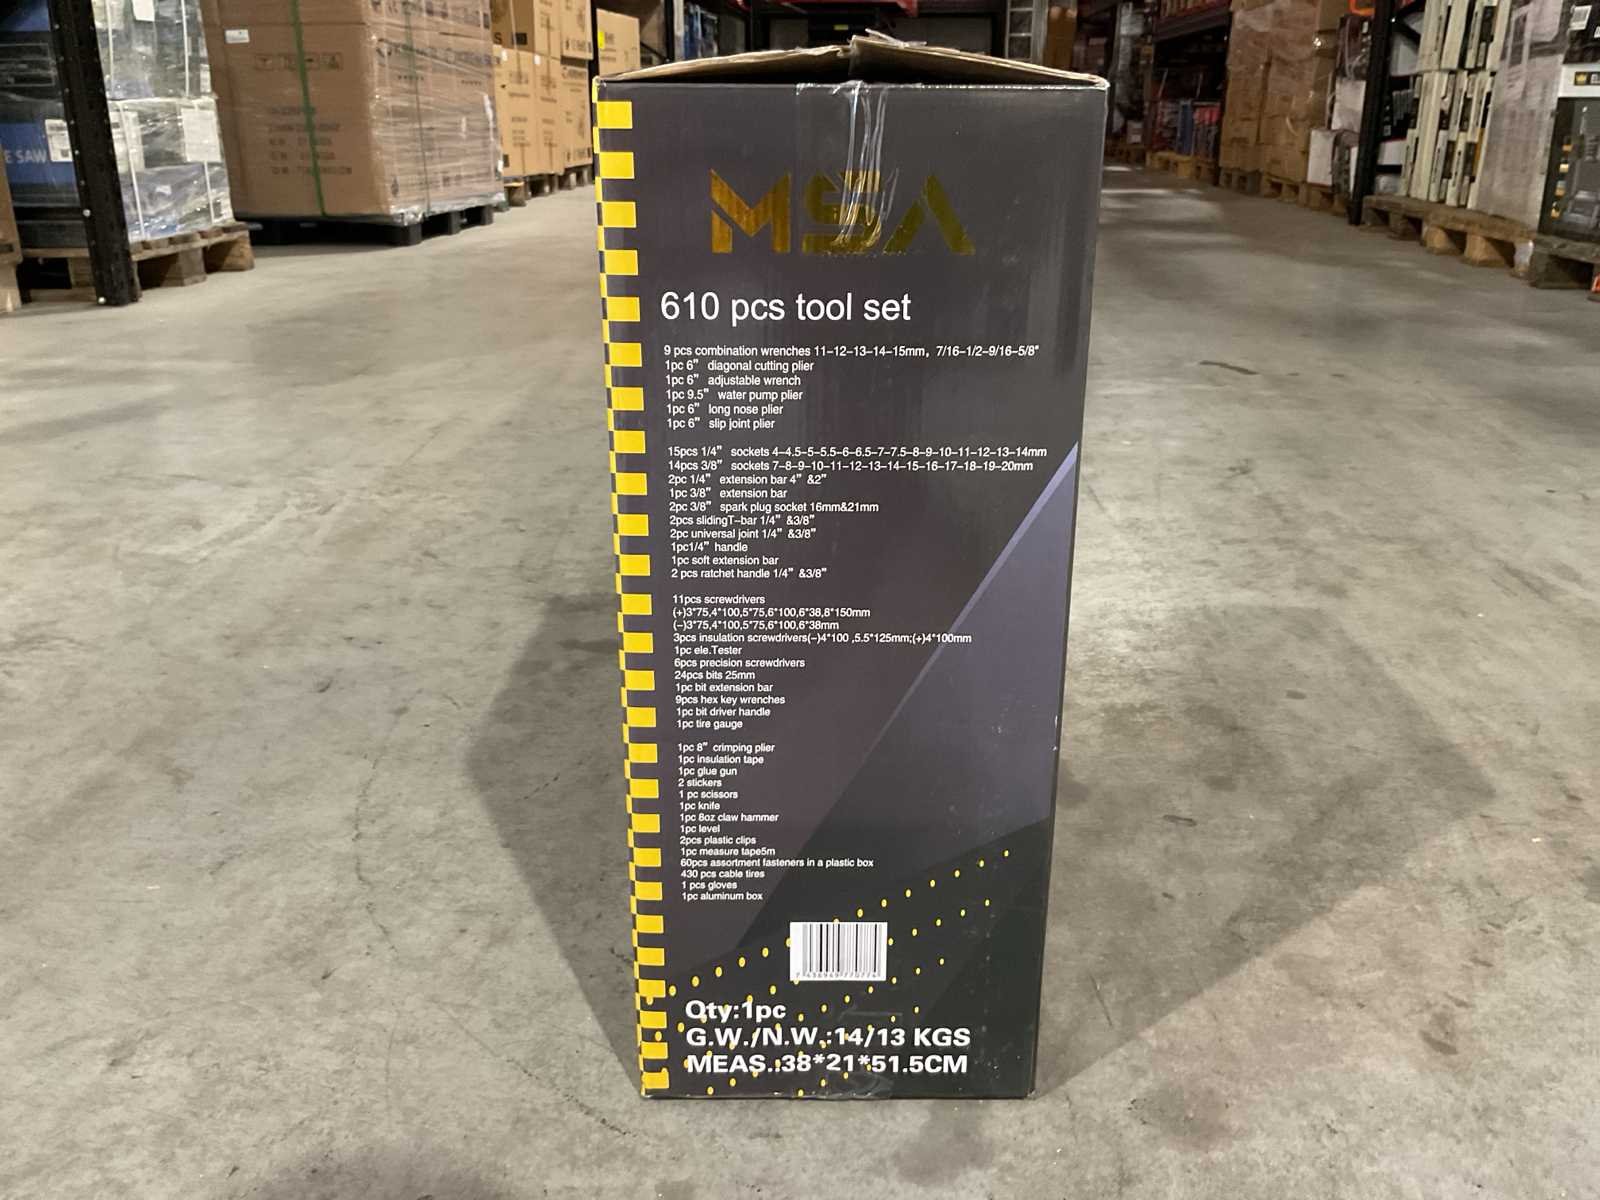 E SAW
MSA
610 pcs tool set
9 pcs combination wrenches 11–12–13–14–15mm, 7/16–1/2–9/16–5/8"
1pc 6" diagonal cutting plier
1pc 6" adjustable wrench
1pc 9.5" water pump plier
1pc 6" long nose plier
1pc 6" slip joint plier
15pcs 1/4" sockets 4–4.5–5–5.5–6–6.5–7–7.5–8–9–10–11–12–13–14mm
14pcs 3/8" sockets 7–8–9–10–11–12–13–14–15–16–17–18–19–20mm
2pc 1/4" extension bar 4" &2"
1pc 3/8" extension bar
2pc 3/8" spark plug socket 16mm&21mm
2pcs slidingT–bar 1/4" &3/8"
2pc universal joint 1/4" &3/8"
1pc1/4" handle
1pc soft extension bar
2 pcs ratchet handle 1/4" &3/8"
11pcs screwdrivers
(+)3*75,4*100,5*75,6*100,6*38,8*150mm
(–)3*75,4*100,5*75,6*100,6*38mm
3pcs insulation screwdrivers(–)4*100 ,5.5*125mm;(+)4*100mm
1pc ele.Tester
6pcs precision screwdrivers
24pcs bits 25mm
1pc bit extension bar
9pcs hex key wrenches
1pc bit driver handle
1pc tire gauge
1pc 8" crimping plier
1pc insulation tape
1pc glue gun
2 stickers
1 pc scissors
1pc knife
1pc 8oz claw hammer
1pc level
2pcs plastic clips
1pc measure tape5m
60pcs assortment fasteners in a plastic box
430 pcs cable tires
1 pcs gloves
1pc aluminum box
Qty:1pc
G.W./N.W.:14/13 KGS
MEAS.:38*21*51.5CM